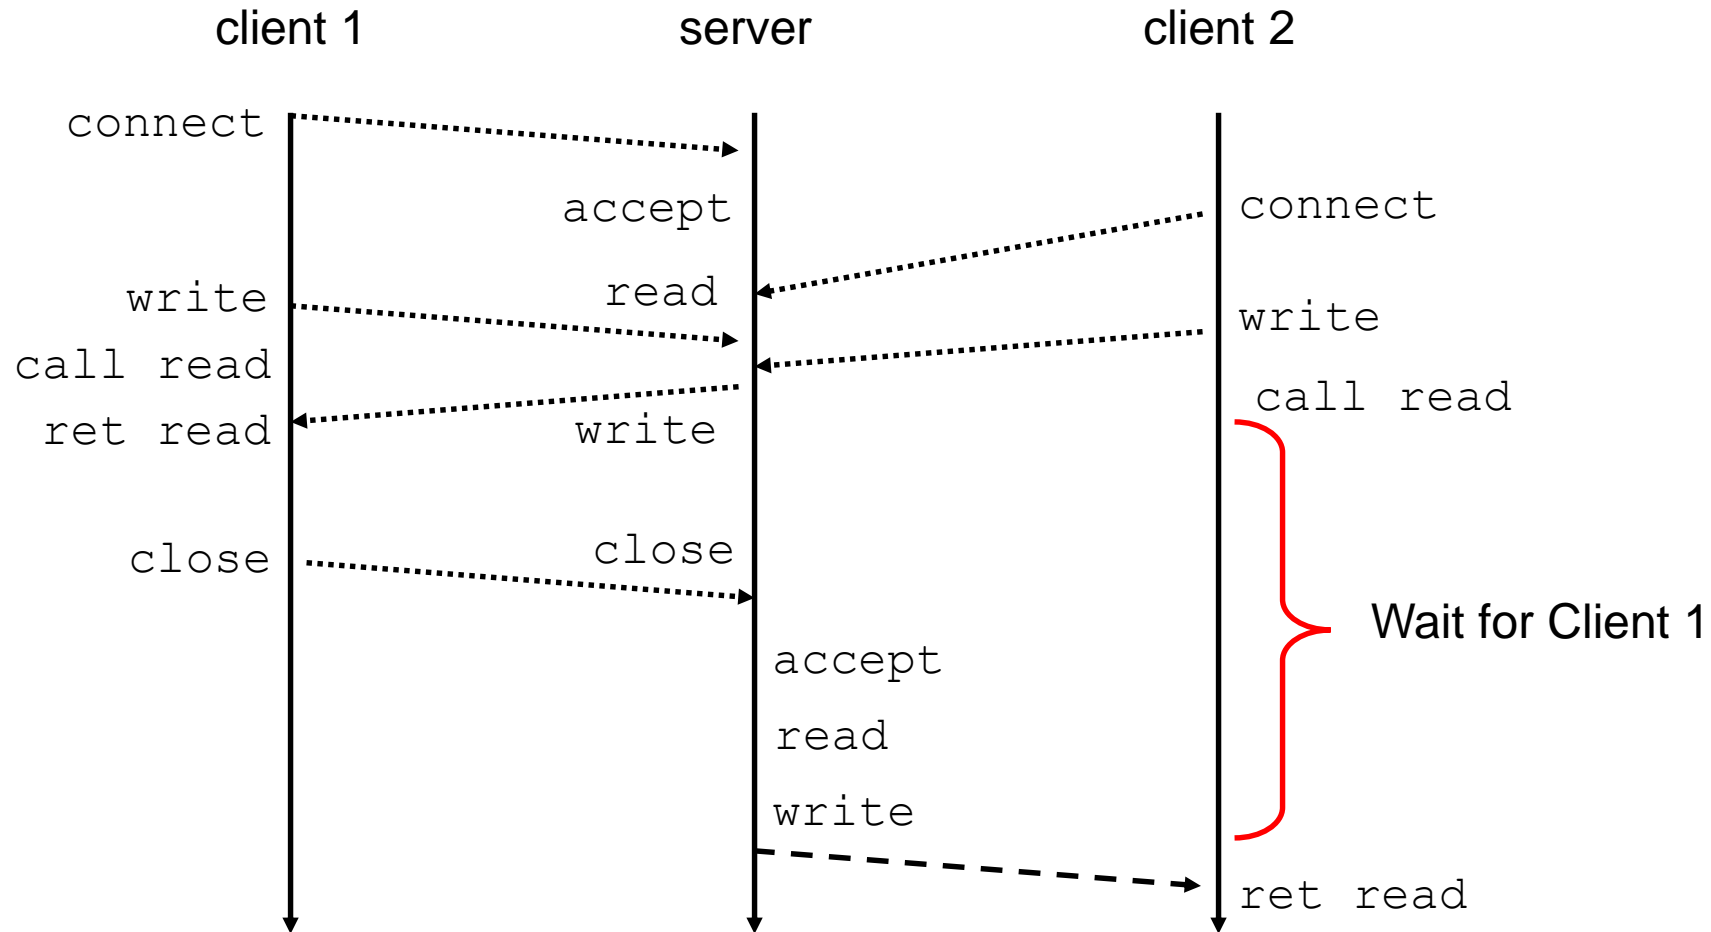 client 1
server
client 2
connect
accept
connect
write
read
write
call read
call read
ret read
write
close
close
Wait for Client 1
accept
read
write
ret read